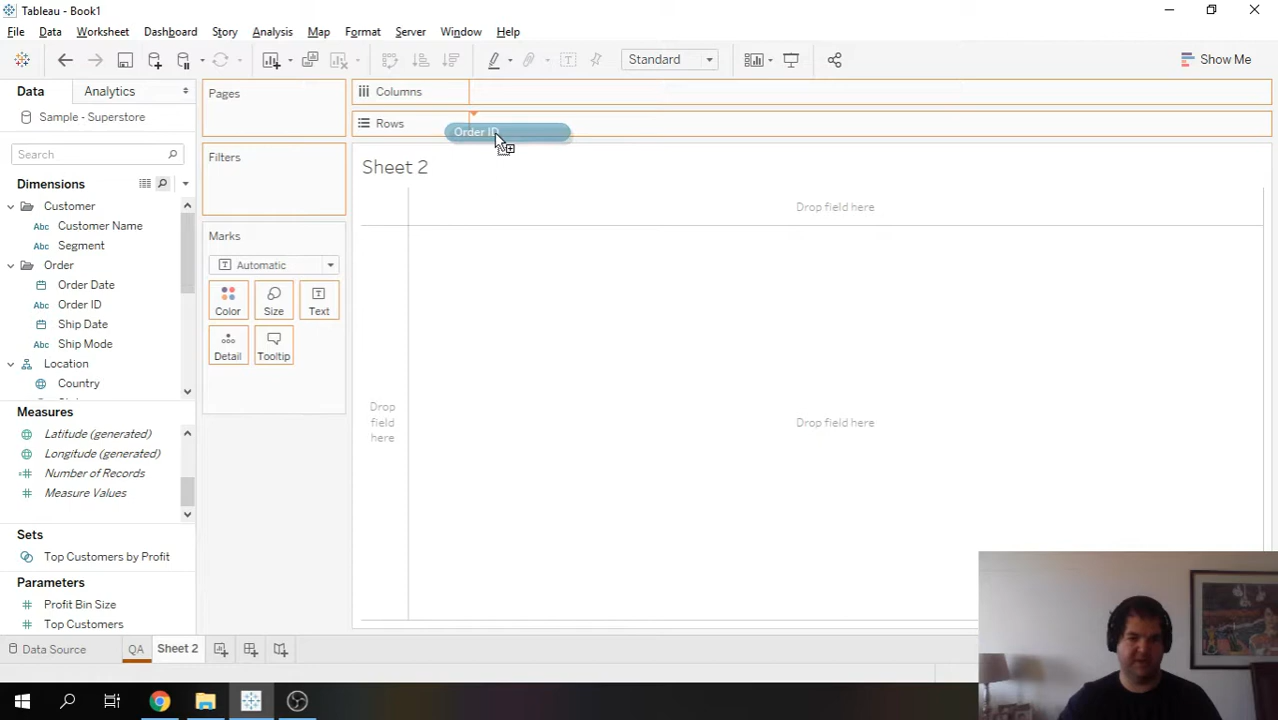 Tableau - Book1
File Data Worksheet Dashboard Story Analysis Map Format Server Window Help
Standard
Show Me
Data Analytics
Sample - Superstore
Search
Dimensions
Customer
Customer Name
Segment
Order
Order Date
Order ID
Ship Date
Ship Mode
Location
Country
Measures
Latitude (generated)
Longitude (generated)
Number of Records
Measure Values
Sets
Top Customers by Profit
Parameters
Profit Bin Size
Top Customers
Pages
Filters
Marks
Automatic
Color Size Text
Detail Tooltip
Columns
Rows
Order ID
Sheet 2
Drop field here
Drop
field
here
Drop field here
Data Source QA Sheet 2